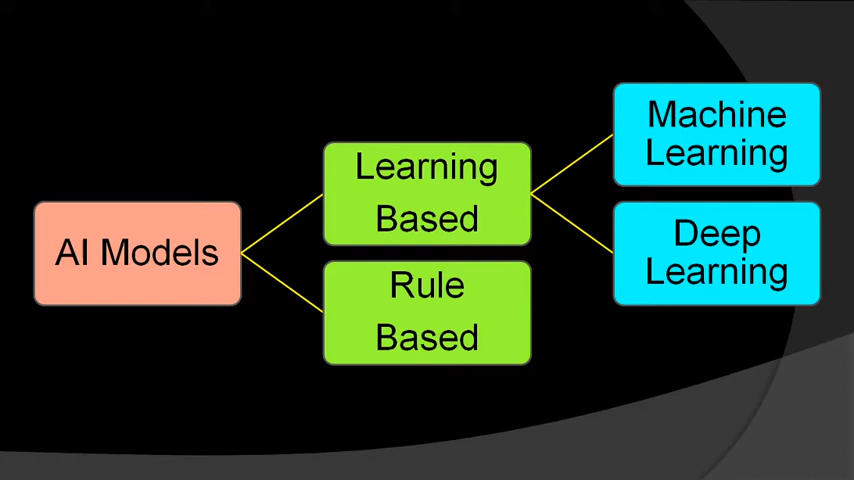 AI Models
Learning
Based
Rule
Based
Machine
Learning
Deep
Learning